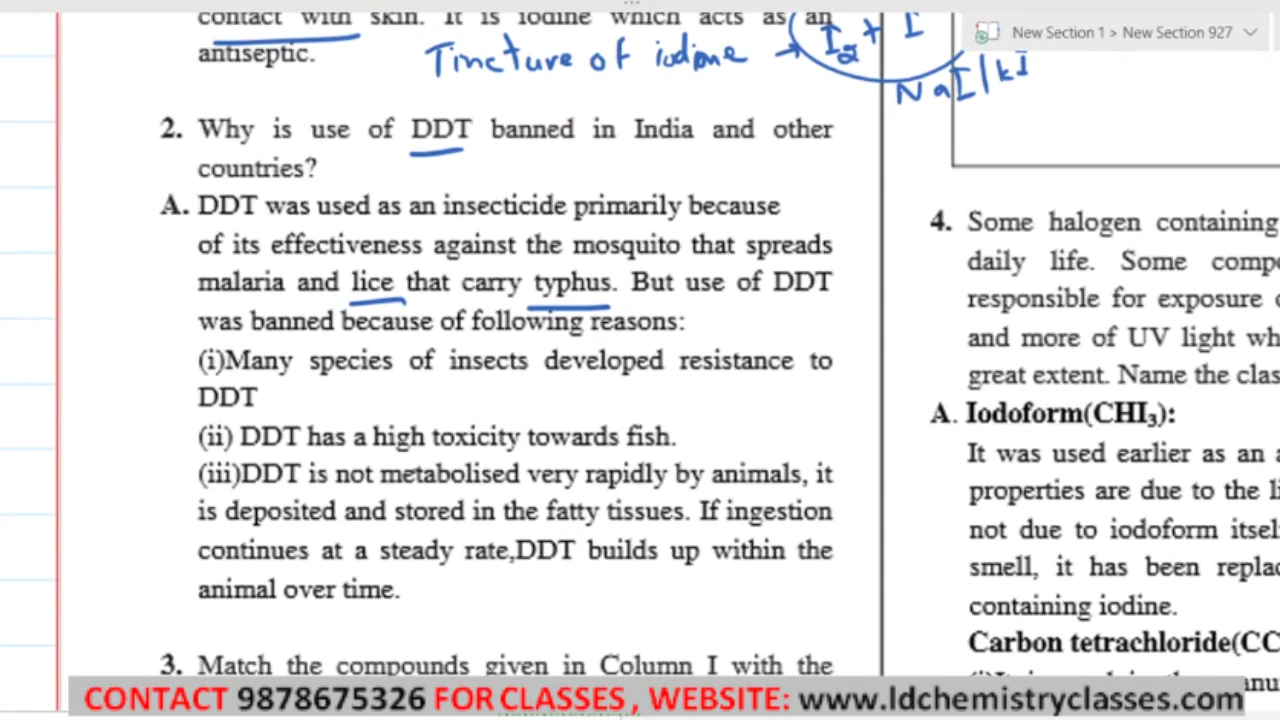 contact with skin. It is iodine which acts as an
antiseptic.
Tincture of iodine → I2 + I
NaI/KI
New Section 1 > New Section 927
2. Why is use of DDT banned in India and other
countries?
A. DDT was used as an insecticide primarily because
of its effectiveness against the mosquito that spreads
malaria and lice that carry typhus. But use of DDT
was banned because of following reasons:
(i)Many species of insects developed resistance to
DDT
(ii) DDT has a high toxicity towards fish.
(iii)DDT is not metabolised very rapidly by animals, it
is deposited and stored in the fatty tissues. If ingestion
continues at a steady rate,DDT builds up within the
animal over time.
3. Match the compounds given in Column I with the
4. Some halogen containing
daily life. Some
responsible for exposure
and more of UV light
great extent. Name the
A. Iodoform(CHI₃):
It was used earlier as an
properties are due to the
not due to iodoform
smell, it has been
containing iodine.
Carbon tetrachloride(CC
CONTACT 9878675326 FOR CLASSES , WEBSITE: www.ldchemistryclasses.com